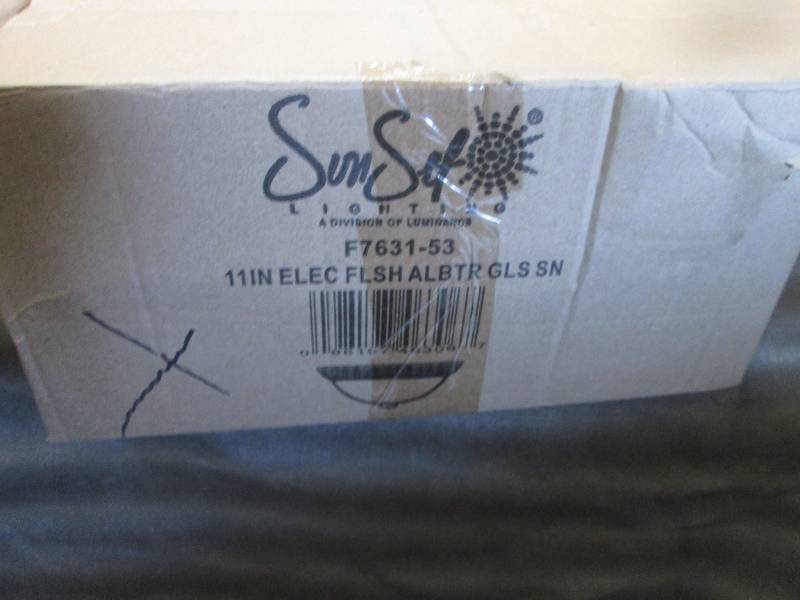 SunSet ®
LIGHTING
A DIVISION OF LUMINANCE
F7631-53
11IN ELEC FLSH ALBTR GLS SN